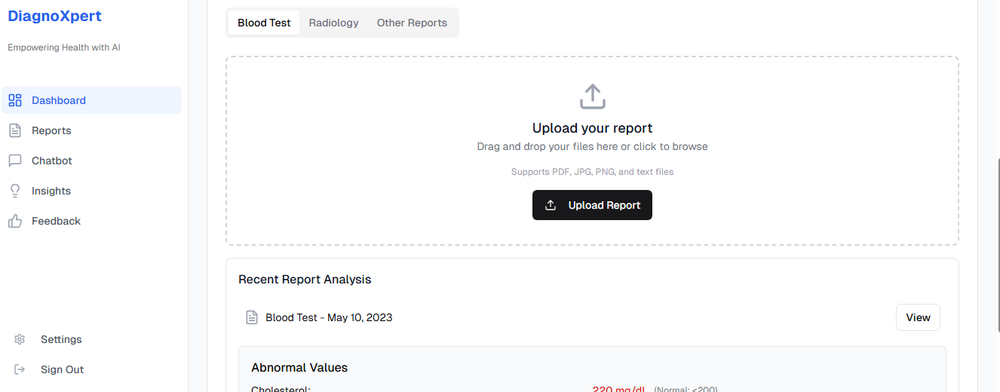 DiagnoXpert
Empowering Health with AI
Dashboard
Reports
Chatbot
Insights
Feedback
Settings
Sign Out
Blood Test Radiology Other Reports
Upload your report
Drag and drop your files here or click to browse
Supports PDF, JPG, PNG, and text files
Upload Report
Recent Report Analysis
Blood Test - May 10, 2023 View
Abnormal Values
Cholesterol: 220 mg/dL (Normal: <200)